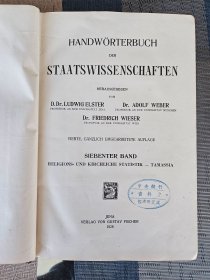 HANDWÖRTERBUCH
DER
STAATSWISSENSCHAFTEN
HERAUSGEGEBEN
VON
D.Dr. LUDWIG ELSTER
Dr. ADOLF WEBER
Dr. FRIEDRICH WIESER
VIERTE, GÄNZLICH UMGEARBEITETE AUFLAGE
SIEBENTER BAND
RELIGIONS- UND KIRCHLICHE STATISTIK — TAMASSIA
JENA
VERLAG VON GUSTAV FISCHER
1926